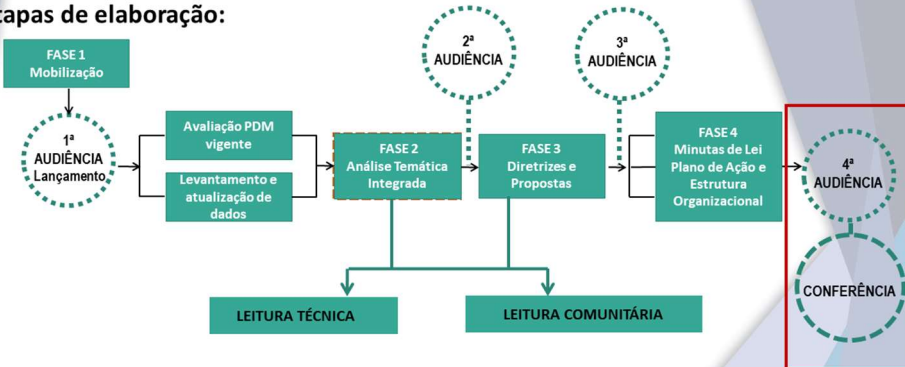 tapas de elaboração:
FASE 1
Mobilização
1ª
AUDIÊNCIA
Lançamento
Avaliação PDM
vigente
Levantamento e
atualização de
dados
FASE 2
Análise Temática
Integrada
2ª
AUDIÊNCIA
FASE 3
Diretrizes e
Propostas
3ª
AUDIÊNCIA
FASE 4
Minutas de Lei
Plano de Ação e
Estrutura
Organizacional
4ª
AUDIÊNCIA
CONFERÊNCIA
LEITURA TÉCNICA
LEITURA COMUNITÁRIA